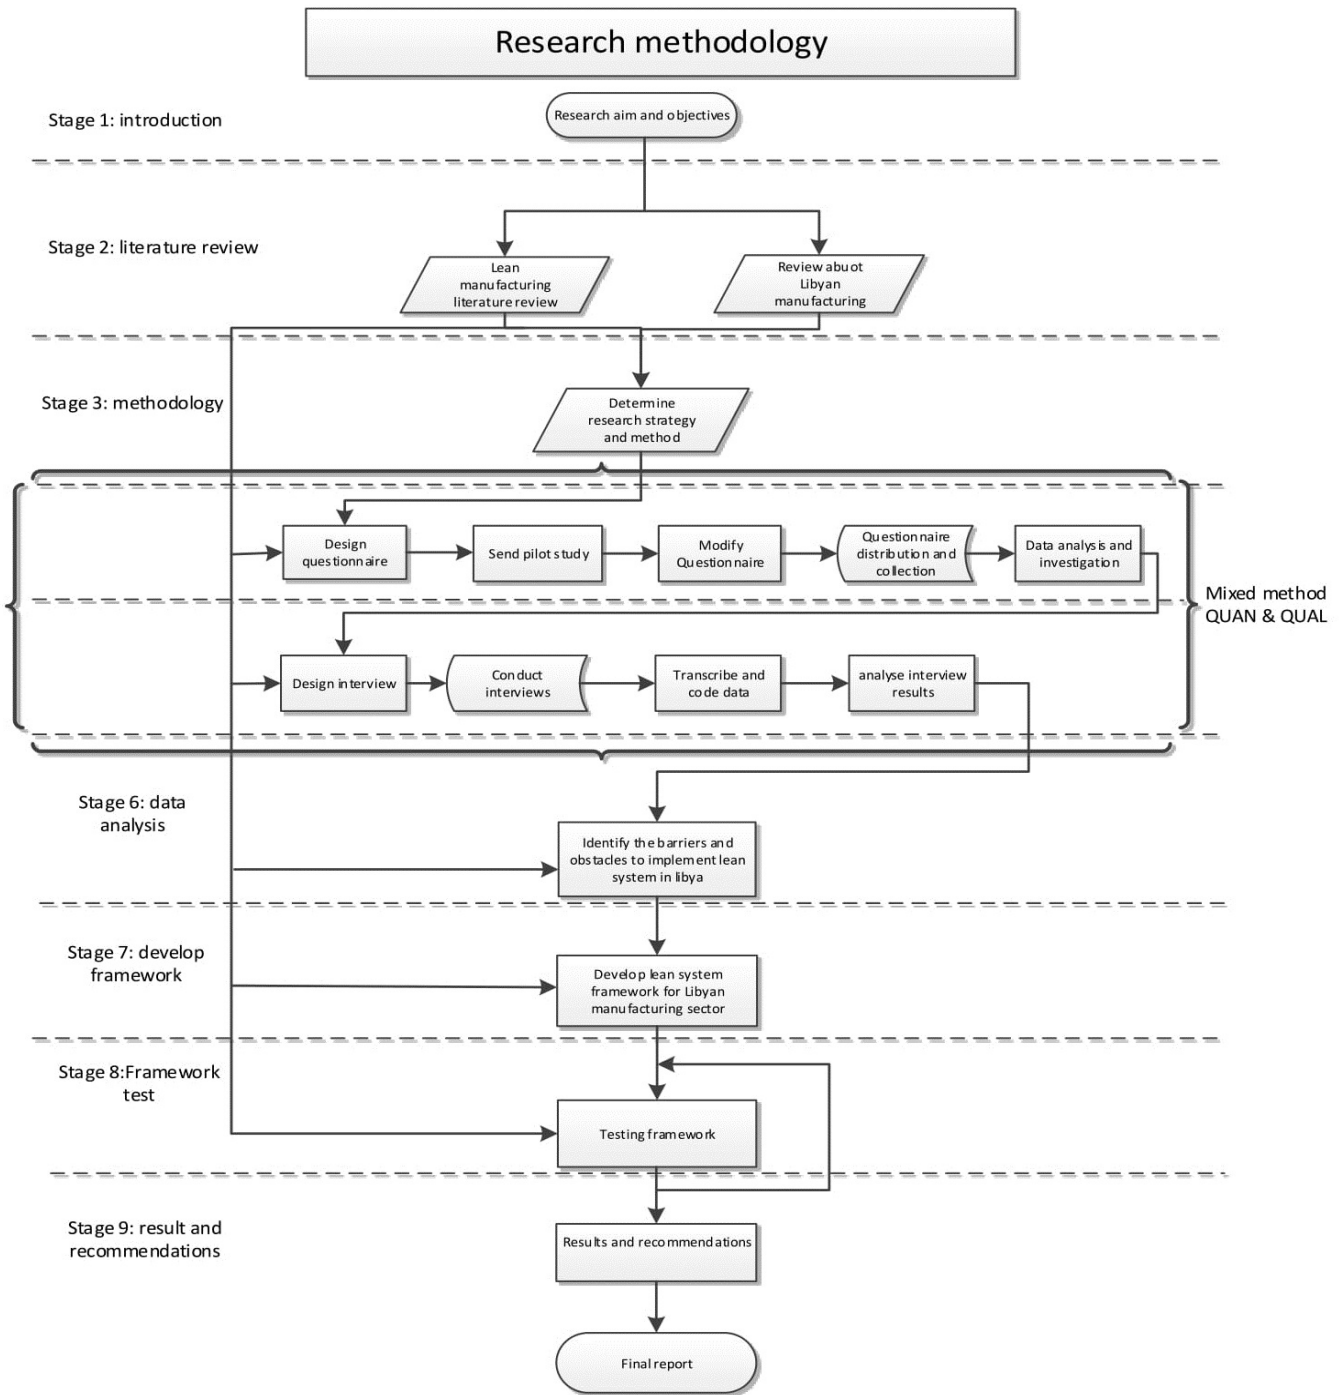 Research methodology
Stage 1: introduction
Research aim and objectives
Stage 2: literature review
Lean
manufacturing
literature review
Review abuot
Libyan
manufacturing
Stage 3: methodology
Determine
research strategy
and method
Design
questionnaire
Send pilot study
Modify
Questionnaire
Questionnaire
distribution and
collection
Data analysis and
investigation
Mixed method
QUAN & QUAL
Design interview
Conduct
interviews
Transcribe and
code data
analyse interview
results
Stage 6: data
analysis
Identify the barriers and
obstacles to implement lean
system in libya
Stage 7: develop
framework
Develop lean system
framework for Libyan
manufacturing sector
Stage 8:Framework
test
Testing framework
Stage 9: result and
recommendations
Results and recommendations
Final report